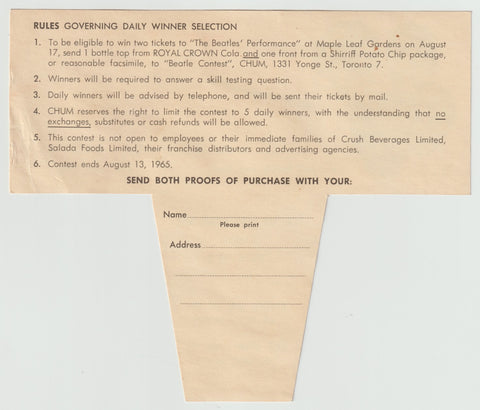 RULES GOVERNING DAILY WINNER SELECTION
1. To be eligible to win two tickets to "The Beatles' Performance" at Maple Leaf Gardens on August
17, send 1 bottle top from ROYAL CROWN Cola and one front from a Shirriff Potato Chip package,
or reasonable facsimile, to "Beatle Contest", CHUM, 1331 Yonge St., Toronto 7.
2. Winners will be required to answer a skill testing question.
3. Daily winners will be advised by telephone, and will be sent their tickets by mail.
4. CHUM reserves the right to limit the contest to 5 daily winners, with the understanding that no
exchanges, substitutes or cash refunds will be allowed.
5. This contest is not open to employees or their immediate families of Crush Beverages Limited,
Salada Foods Limited, their franchise distributors and advertising agencies.
6. Contest ends August 13, 1965.
SEND BOTH PROOFS OF PURCHASE WITH YOUR:
Name
Please print
Address